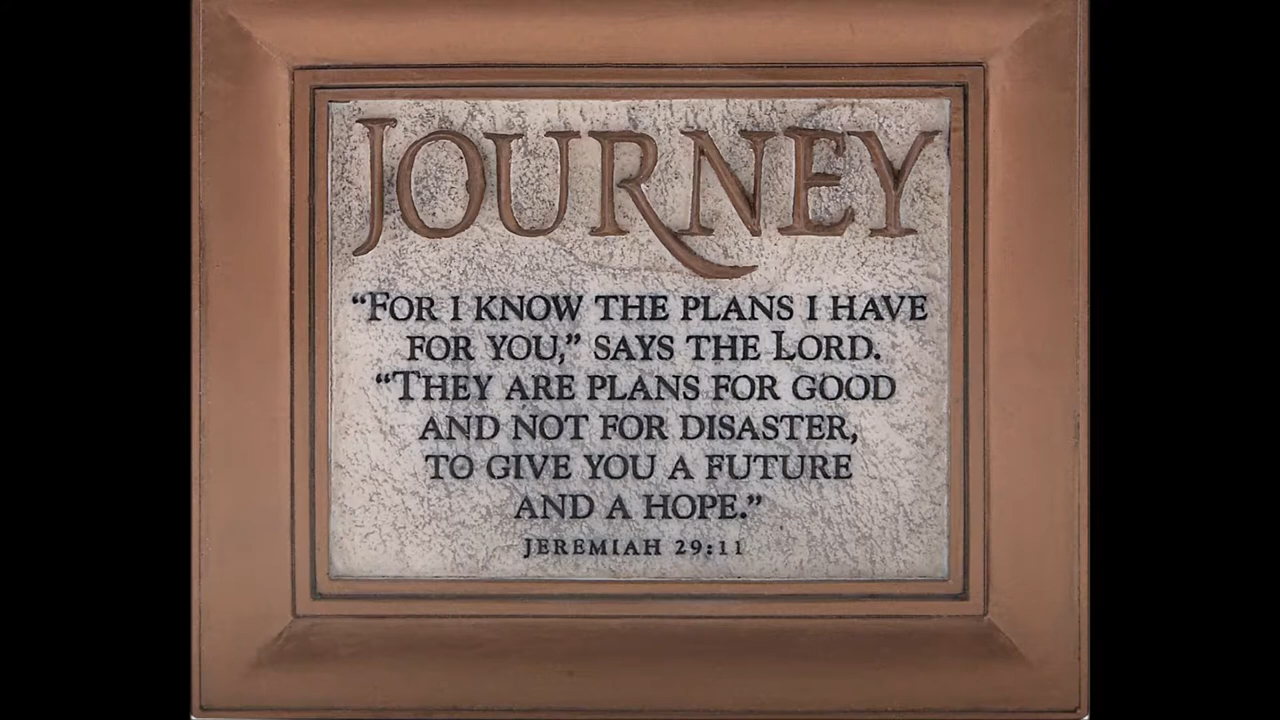 JOURNEY
“FOR I KNOW THE PLANS I HAVE
FOR YOU,” SAYS THE LORD.
“THEY ARE PLANS FOR GOOD
AND NOT FOR DISASTER,
TO GIVE YOU A FUTURE
AND A HOPE.”
JEREMIAH 29:11